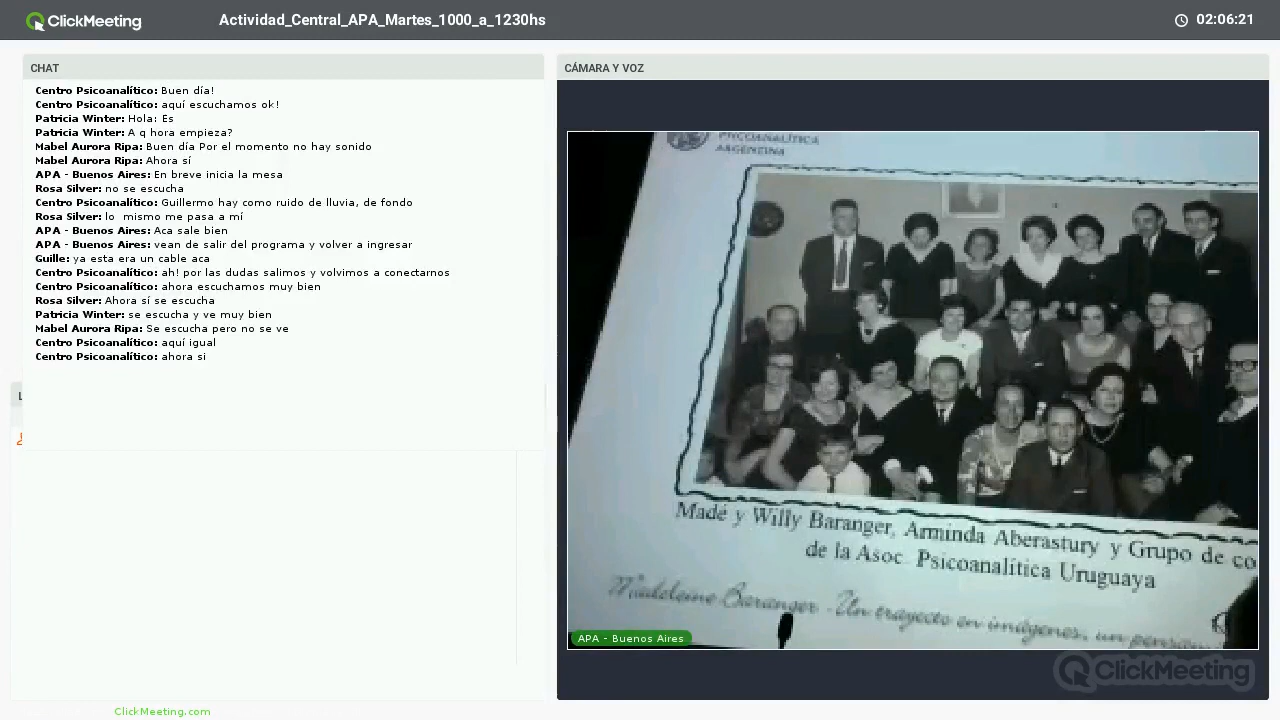 ClickMeeting
Actividad_Central_APA_Martes_1000_a_1230hs
02:06:21
CHAT
Centro Psicoanalítico: Buen día!
Centro Psicoanalítico: aquí escuchamos ok!
Patricia Winter: Hola: Es
Patricia Winter: A q hora empieza?
Mabel Aurora Ripa: Buen día Por el momento no hay sonido
Mabel Aurora Ripa: Ahora sí
APA - Buenos Aires: En breve inicia la mesa
Rosa Silver: no se escucha
Centro Psicoanalítico: Guillermo hay como ruido de lluvia, de fondo
Rosa Silver: lo mismo me pasa a mí
APA - Buenos Aires: Aca sale bien
APA - Buenos Aires: vean de salir del programa y volver a ingresar
Guille: ya esta era un cable aca
Centro Psicoanalítico: ah! por las dudas salimos y volvimos a conectarnos
Centro Psicoanalítico: ahora escuchamos muy bien
Rosa Silver: Ahora sí se escucha
Patricia Winter: se escucha y ve muy bien
Mabel Aurora Ripa: Se escucha pero no se ve
Centro Psicoanalítico: aquí igual
Centro Psicoanalítico: ahora si
CÁMARA Y VOZ
PSICOANALÍTICA
ARGENTINA
Madé y Willy Baranger, Arminda Aberastury y Grupo de co
de la Asoc. Psicoanalítica Uruguaya
Madeleine Baranger - Un trayecto en imágenes, un
APA - Buenos Aires
ClickMeeting
ClickMeeting.com